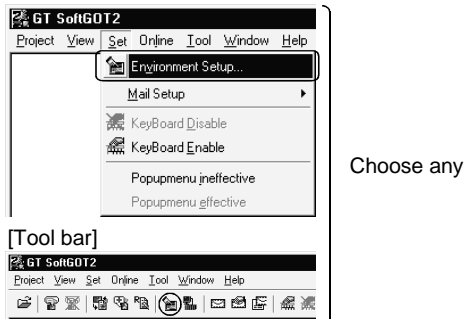 GT SoftGOT2
Project View Set Online Tool Window Help
Environment Setup...
Mail Setup
KeyBoard Disable
KeyBoard Enable
Popupmenu ineffective
Popupmenu effective
Choose any
[Tool bar]
GT SoftGOT2
Project View Set Online Tool Window Help